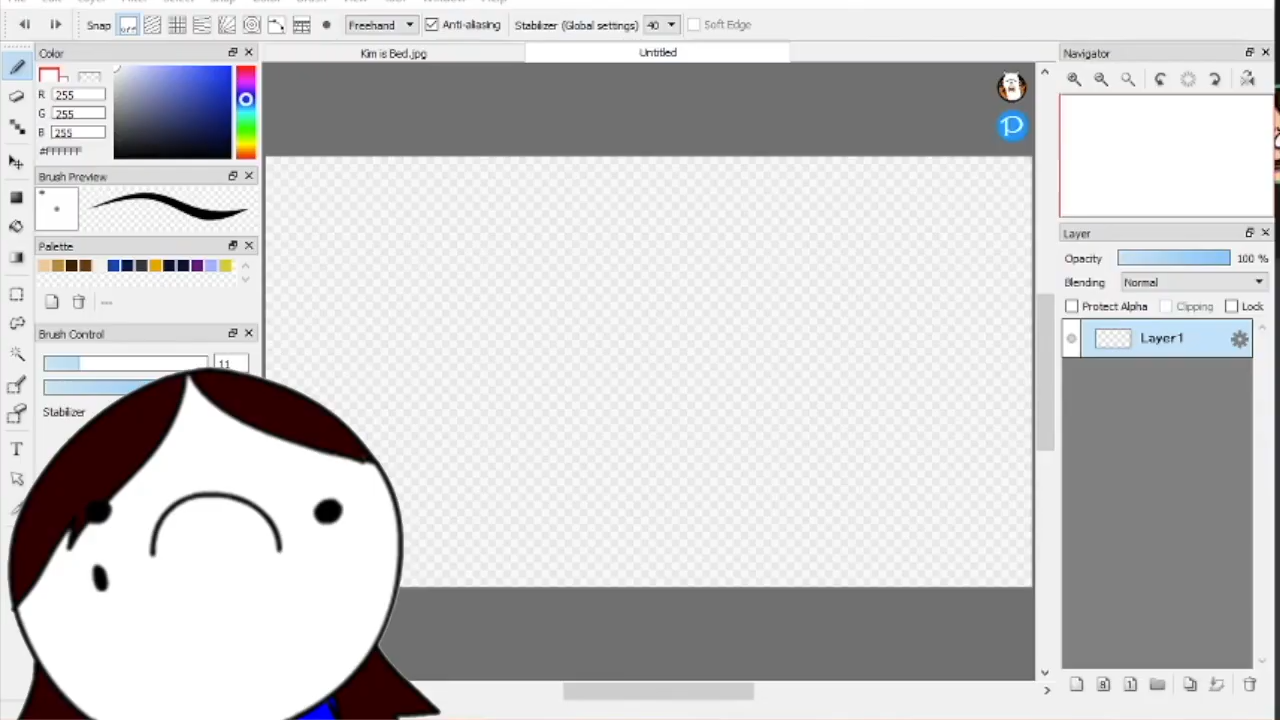 Snap Freehand Anti-aliasing Stabilizer (Global settings) 40 Soft Edge
Color
Kim is Bed.jpg
Untitled
Navigator
R 255
G 255
B 255
#FFFFFF
Brush Preview
Palette
Layer
Opacity 100 %
Blending Normal
Protect Alpha Clipping Lock
Layer1
Brush Control
11
Stabilizer
T